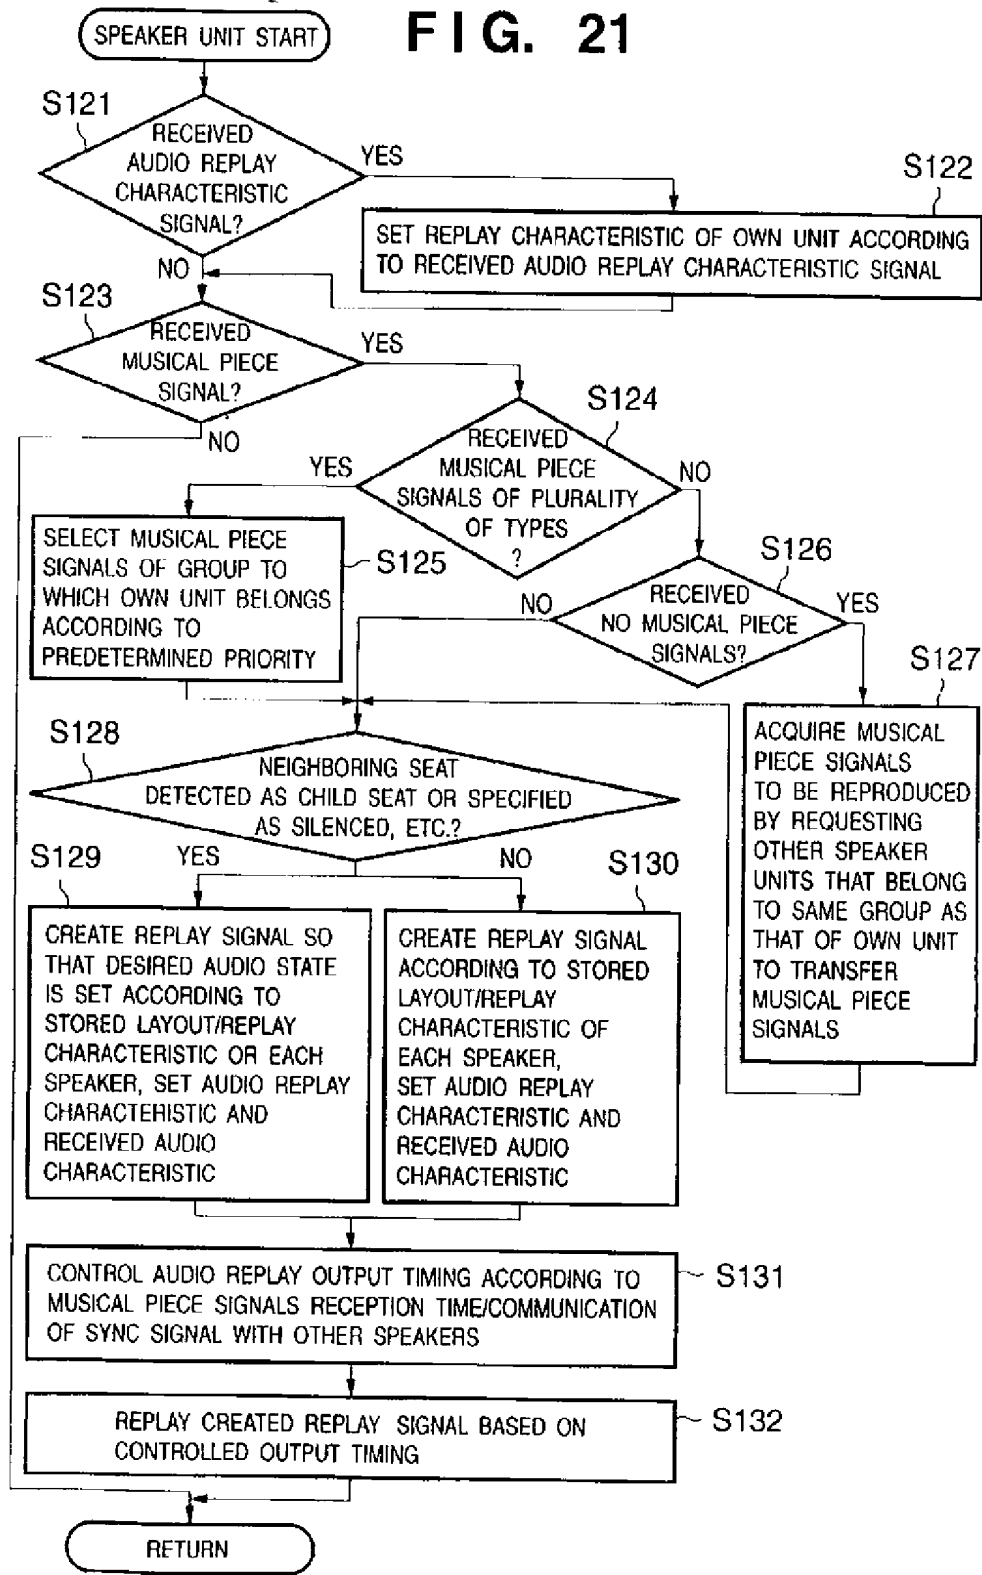 FIG. 21
SPEAKER UNIT START
S121
RECEIVED
AUDIO REPLAY
CHARACTERISTIC
SIGNAL?
YES
NO
S122
SET REPLAY CHARACTERISTIC OF OWN UNIT ACCORDING
TO RECEIVED AUDIO REPLAY CHARACTERISTIC SIGNAL
S123
RECEIVED
MUSICAL PIECE
SIGNAL?
YES
NO
S124
RECEIVED
MUSICAL PIECE
SIGNALS OF PLURALITY
OF TYPES
?
YES
NO
S125
SELECT MUSICAL PIECE
SIGNALS OF GROUP TO
WHICH OWN UNIT BELONGS
ACCORDING TO
PREDETERMINED PRIORITY
S126
RECEIVED
NO MUSICAL PIECE
SIGNALS?
NO
YES
S127
ACQUIRE MUSICAL
PIECE SIGNALS
TO BE REPRODUCED
BY REQUESTING
OTHER SPEAKER
UNITS THAT BELONG
TO SAME GROUP AS
THAT OF OWN UNIT
TO TRANSFER
MUSICAL PIECE
SIGNALS
S128
NEIGHBORING SEAT
DETECTED AS CHILD SEAT OR SPECIFIED
AS SILENCED, ETC.?
YES
NO
S129
CREATE REPLAY SIGNAL SO
THAT DESIRED AUDIO STATE
IS SET ACCORDING TO
STORED LAYOUT/REPLAY
CHARACTERISTIC OR EACH
SPEAKER, SET AUDIO REPLAY
CHARACTERISTIC AND
RECEIVED AUDIO
CHARACTERISTIC
S130
CREATE REPLAY SIGNAL
ACCORDING TO STORED
LAYOUT/REPLAY
CHARACTERISTIC OF
EACH SPEAKER,
SET AUDIO REPLAY
CHARACTERISTIC AND
RECEIVED AUDIO
CHARACTERISTIC
S131
CONTROL AUDIO REPLAY OUTPUT TIMING ACCORDING TO
MUSICAL PIECE SIGNALS RECEPTION TIME/COMMUNICATION
OF SYNC SIGNAL WITH OTHER SPEAKERS
S132
REPLAY CREATED REPLAY SIGNAL BASED ON
CONTROLLED OUTPUT TIMING
RETURN